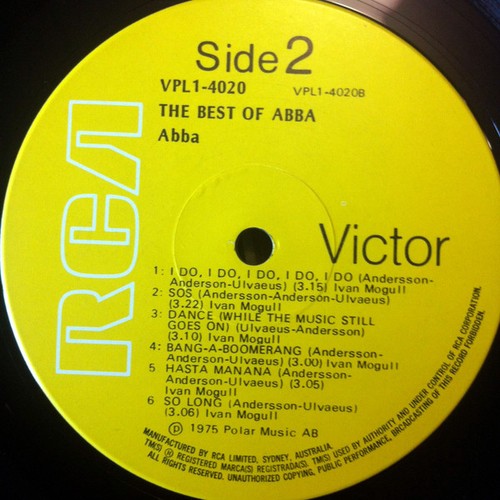 Side 2
VPL1-4020 VPL1-4020B
THE BEST OF ABBA
Abba
RCA
Victor
1: I DO, I DO, I DO, I DO, I DO (Andersson-
Anderson-Ulvaeus) (3.15) Ivan Mogull
2: SOS (Andersson-Andersson-Ulvaeus)
(3.22) Ivan Mogull
3: DANCE (WHILE THE MUSIC STILL
GOES ON) (Ulvaeus-Andersson)
(3.10) Ivan Mogull
4: BANG-A-BOOMERANG (Andersson-
Anderson-Ulvaeus) (3.00) Ivan Mogull
5: HASTA MANANA (Andersson-
Anderson-Ulvaeus) (3.05)
Ivan Mogull
6 SO LONG (Andersson-Ulvaeus)
(3.06) Ivan Mogull
℗ 1975 Polar Music AB
MANUFACTURED BY RCA LIMITED, SYDNEY, AUSTRALIA.
TM(S) ® REGISTERED MARCA(S) REGISTRADA(S). TM(S) USED BY AUTHORITY AND UNDER CONTROL OF RCA CORPORATION.
ALL RIGHTS RESERVED. UNAUTHORIZED COPYING, PUBLIC PERFORMANCE, BROADCASTING OF THIS RECORD FORBIDDEN.